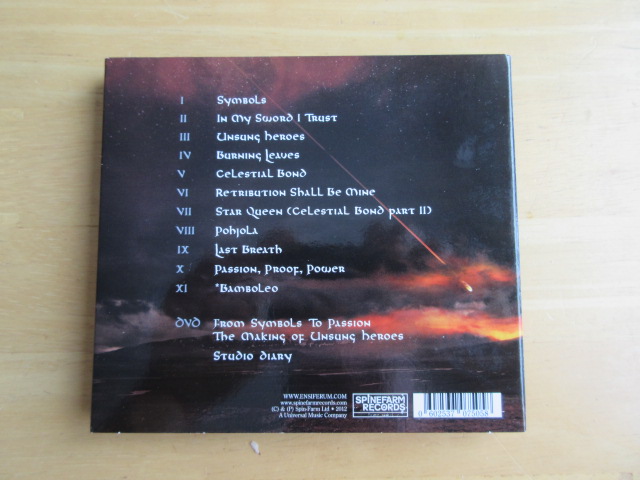 I Symbols
II In My Sword I Trust
III Unsung Heroes
IV Burning Leaves
V Celestial Bond
VI Retribution Shall Be Mine
VII Star Queen (Celestial Bond part II)
VIII Pohjola
IX Last Breath
X Passion, Proof, Power
XI *Bamboleo
DVD From Symbols To Passion
The Making of Unsung Heroes
Studio diary
WWW.ENSIFERUM.COM
www.spinefarmrecords.com
(C) & (P) Spin-Farm Ltd • 2012
A Universal Music Company
SPINEFARM
RECORDS